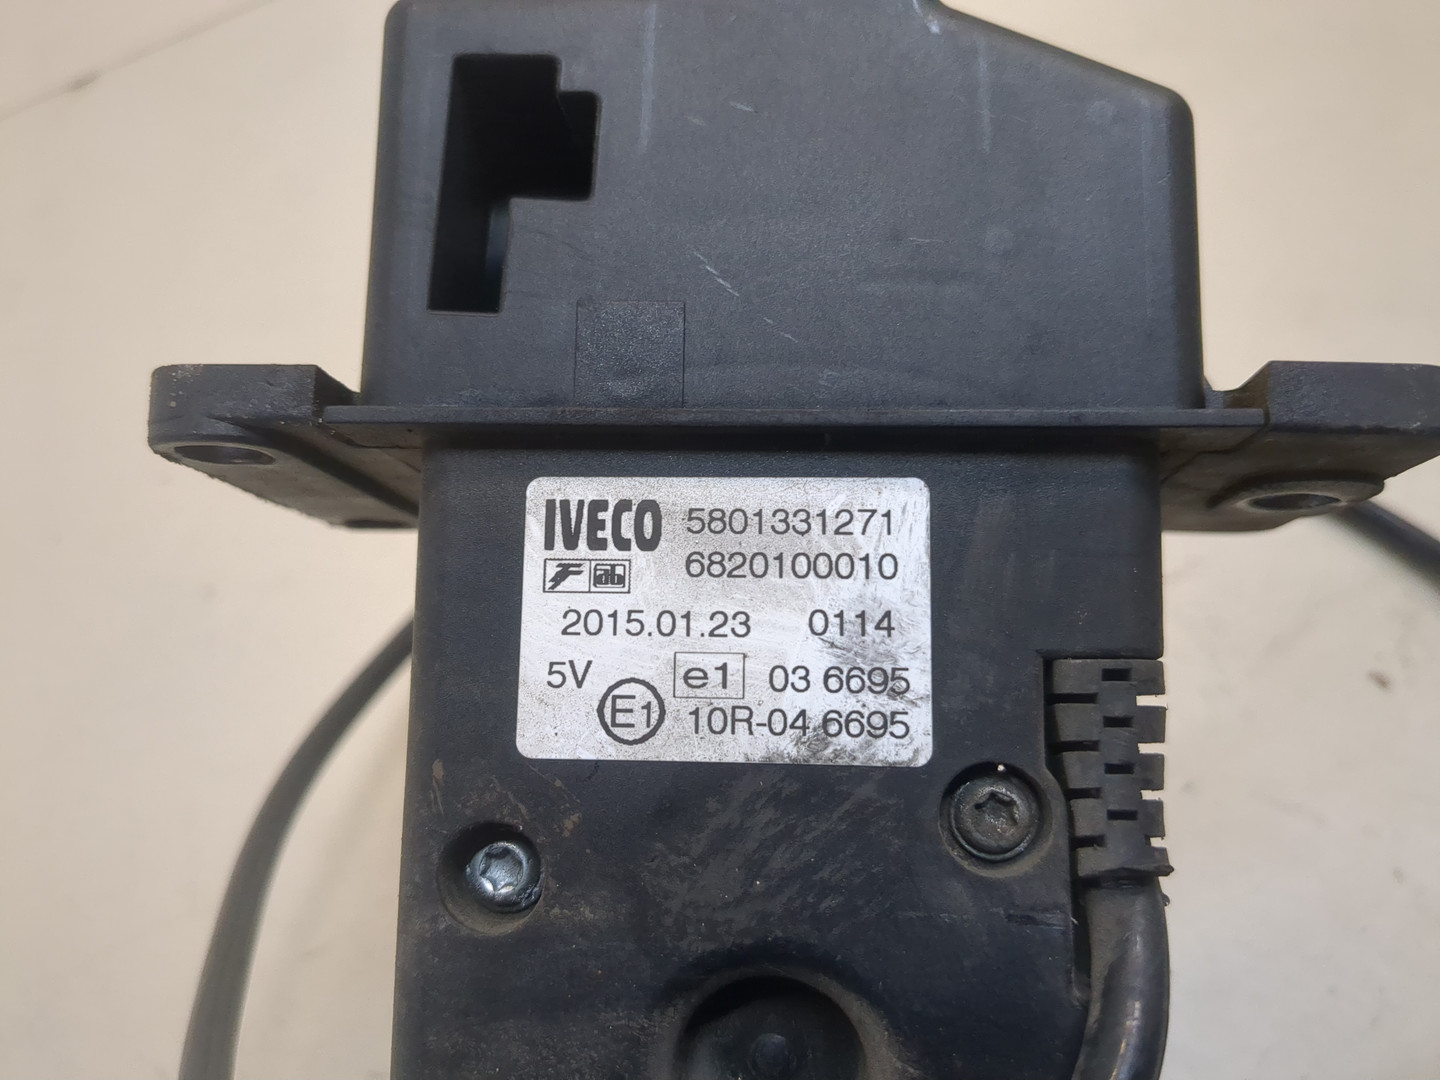 IVECO 5801331271
6820100010
2015.01.23 0114
5V e1 03 6695
E1 10R-04 6695